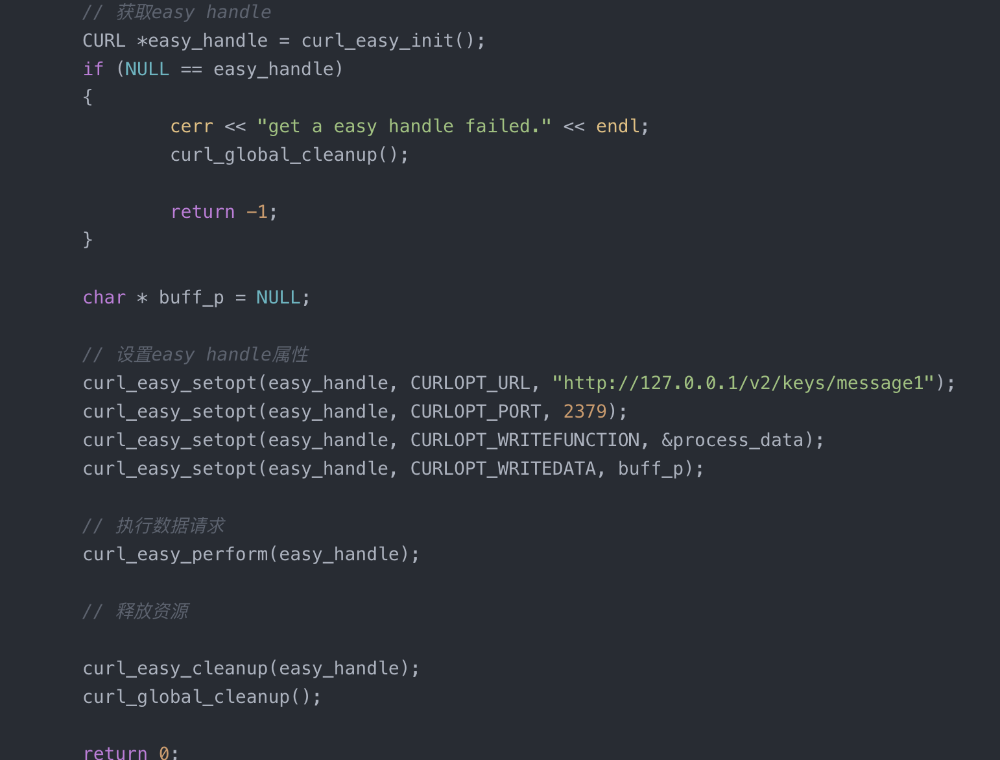 // 获取easy handle
CURL *easy_handle = curl_easy_init();
if (NULL == easy_handle)
{
cerr << "get a easy handle failed." << endl;
curl_global_cleanup();
return -1;
}
char * buff_p = NULL;
// 设置easy handle属性
curl_easy_setopt(easy_handle, CURLOPT_URL, "http://127.0.0.1/v2/keys/message1");
curl_easy_setopt(easy_handle, CURLOPT_PORT, 2379);
curl_easy_setopt(easy_handle, CURLOPT_WRITEFUNCTION, &process_data);
curl_easy_setopt(easy_handle, CURLOPT_WRITEDATA, buff_p);
// 执行数据请求
curl_easy_perform(easy_handle);
// 释放资源
curl_easy_cleanup(easy_handle);
curl_global_cleanup();
return 0;